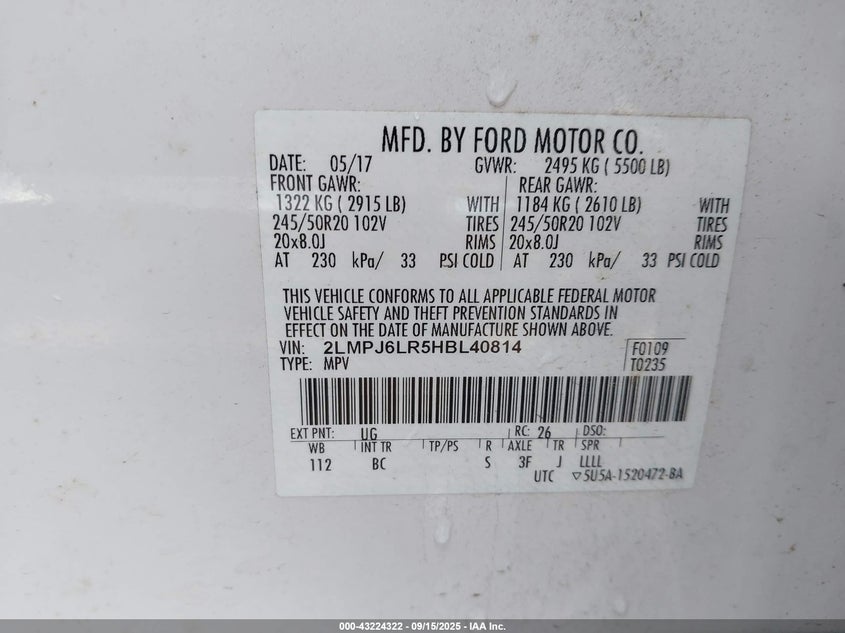 MFD. BY FORD MOTOR CO.
DATE: 05/17 GVWR: 2495 KG ( 5500 LB)
FRONT GAWR: REAR GAWR:
1322 KG ( 2915 LB) WITH 1184 KG ( 2610 LB) WITH
245/50R20 102V TIRES 245/50R20 102V TIRES
20x8.0J RIMS 20x8.0J RIMS
AT 230 kPa/ 33 PSI COLD AT 230 kPa/ 33 PSI COLD
THIS VEHICLE CONFORMS TO ALL APPLICABLE FEDERAL MOTOR
VEHICLE SAFETY AND THEFT PREVENTION STANDARDS IN
EFFECT ON THE DATE OF MANUFACTURE SHOWN ABOVE.
VIN: 2LMPJ6LR5HBL40814 F0109
TYPE: MPV T0235
EXT PNT: UG RC: 26 DSO:
WB INT TR TP/PS R AXLE TR SPR
112 BC S 3F J LLLL
UTC ▽5U5A-1520472-BA
000-43224322 - 09/15/2025 - IAA Inc.